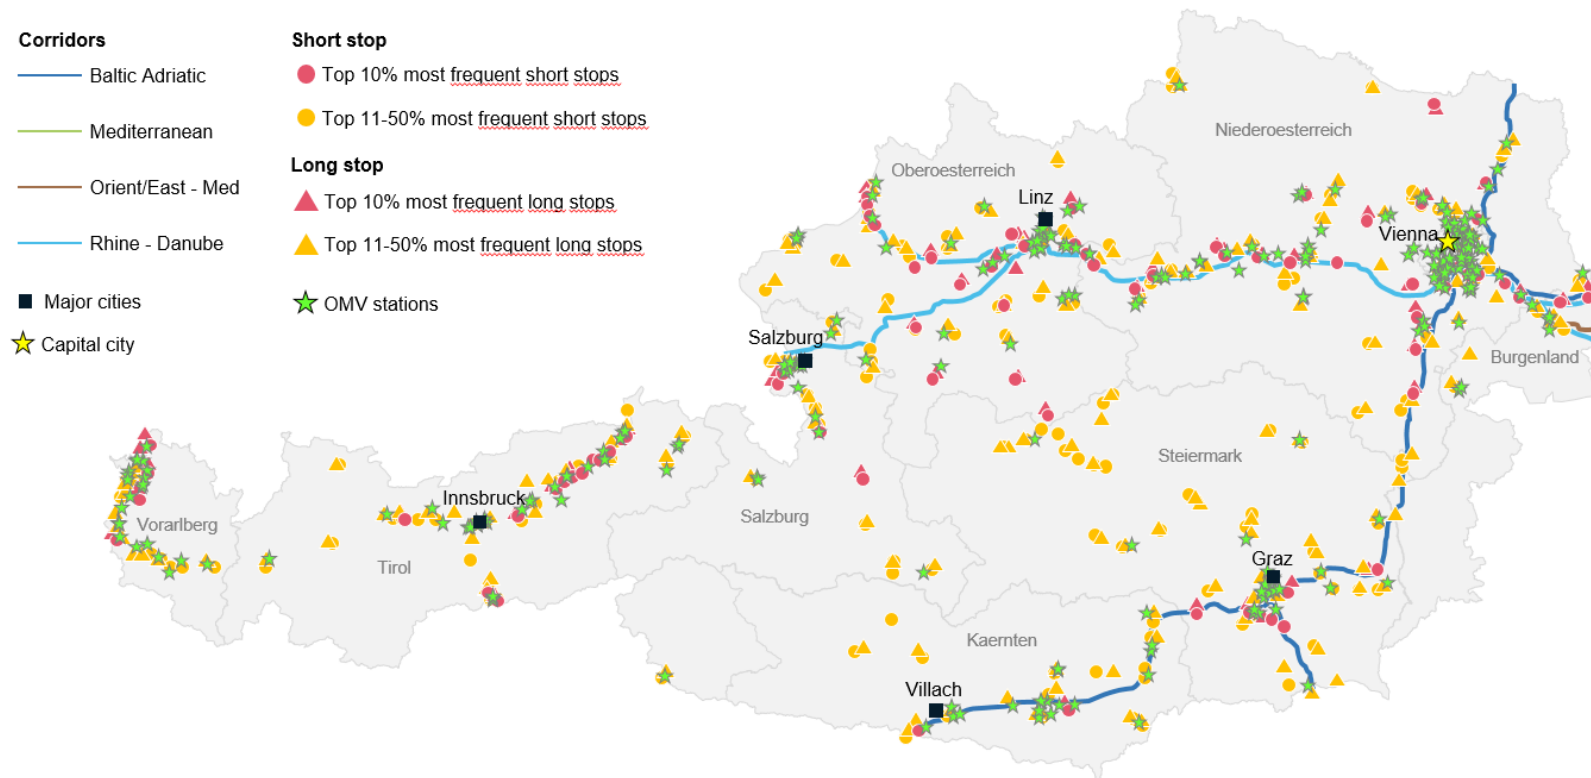 Corridors
Baltic Adriatic
Mediterranean
Orient/East - Med
Rhine - Danube
Major cities
Capital city
Short stop
Top 10% most frequent short stops
Top 11-50% most frequent short stops
Long stop
Top 10% most frequent long stops
Top 11-50% most frequent long stops
OMV stations
Niederoesterreich
Oberoesterreich
Linz
Vienna
Salzburg
Burgenland
Steiermark
Innsbruck
Vorarlberg
Salzburg
Tirol
Graz
Kaernten
Villach